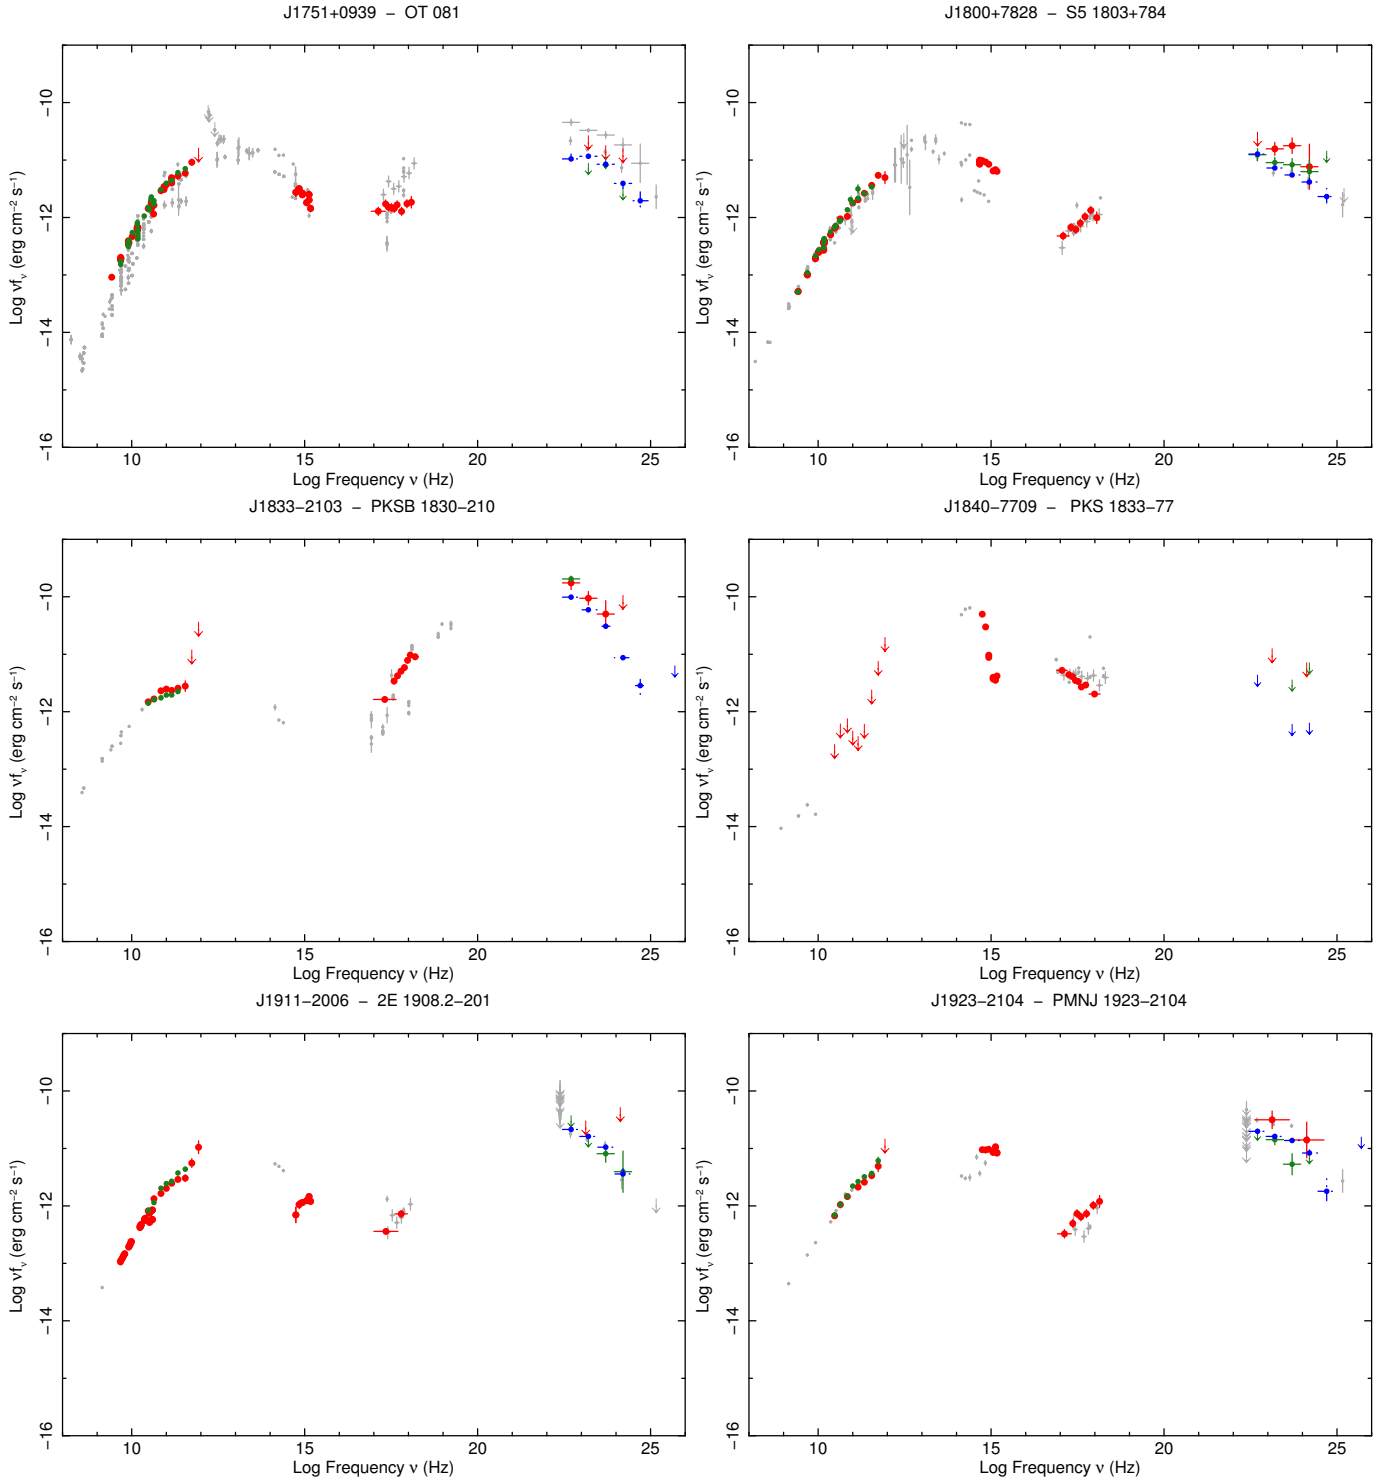 J1751+0939 − OT 081
Log νfν (erg cm−2 s−1)
−10
−12
−14
−16
10 15 20 25
Log Frequency ν (Hz)
J1800+7828 − S5 1803+784
Log νfν (erg cm−2 s−1)
−10
−12
−14
−16
10 15 20 25
Log Frequency ν (Hz)
J1833−2103 − PKSB 1830−210
Log νfν (erg cm−2 s−1)
−10
−12
−14
−16
10 15 20 25
Log Frequency ν (Hz)
J1840−7709 − PKS 1833−77
Log νfν (erg cm−2 s−1)
−10
−12
−14
−16
10 15 20 25
Log Frequency ν (Hz)
J1911−2006 − 2E 1908.2−201
Log νfν (erg cm−2 s−1)
−10
−12
−14
−16
10 15 20 25
Log Frequency ν (Hz)
J1923−2104 − PMNJ 1923−2104
Log νfν (erg cm−2 s−1)
−10
−12
−14
−16
10 15 20 25
Log Frequency ν (Hz)